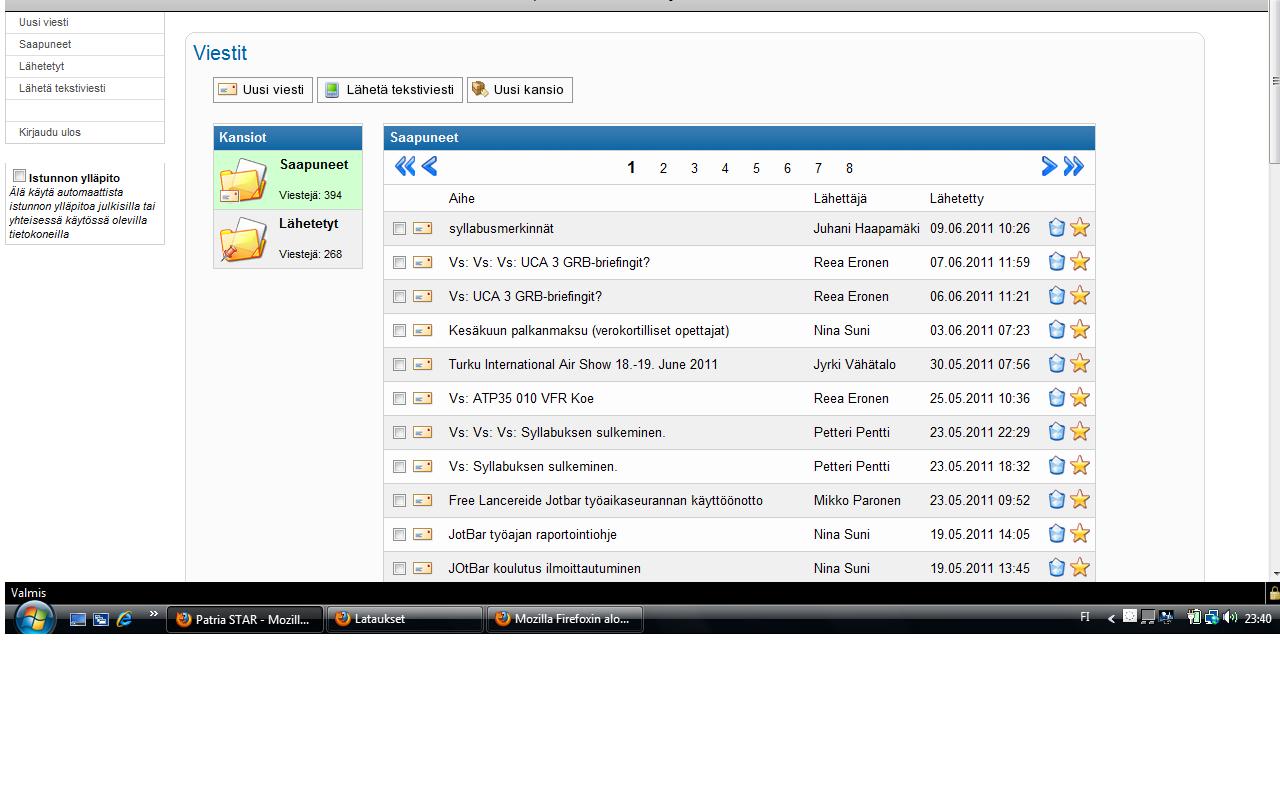 Uusi viesti
Saapuneet
Lähetetyt
Lähetä tekstiviesti
Kirjaudu ulos
Istunnon ylläpito
Älä käytä automaattista
istunnon ylläpitoa julkisilla tai
yhteisessä käytössä olevilla
tietokoneilla
Viestit
Uusi viesti Lähetä tekstiviesti Uusi kansio
Kansiot
Saapuneet
Viestejä: 394
Lähetetyt
Viestejä: 268
Saapuneet
1 2 3 4 5 6 7 8
Aihe Lähettäjä Lähetetty
syllabusmerkinnät Juhani Haapamäki 09.06.2011 10:26
Vs: Vs: Vs: UCA 3 GRB-briefingit? Reea Eronen 07.06.2011 11:59
Vs: UCA 3 GRB-briefingit? Reea Eronen 06.06.2011 11:21
Kesäkuun palkanmaksu (verokortilliset opettajat) Nina Suni 03.06.2011 07:23
Turku International Air Show 18.-19. June 2011 Jyrki Vähätalo 30.05.2011 07:56
Vs: ATP35 010 VFR Koe Reea Eronen 25.05.2011 10:36
Vs: Vs: Vs: Syllabuksen sulkeminen. Petteri Pentti 23.05.2011 22:29
Vs: Syllabuksen sulkeminen. Petteri Pentti 23.05.2011 18:32
Free Lancereide Jotbar työaikaseurannan käyttöönotto Mikko Paronen 23.05.2011 09:52
JotBar työajan raportointiohje Nina Suni 19.05.2011 14:05
JOtBar koulutus ilmoittautuminen Nina Suni 19.05.2011 13:45
Valmis
Patria STAR - Mozill... Lataukset Mozilla Firefoxin alo... FI 23:40